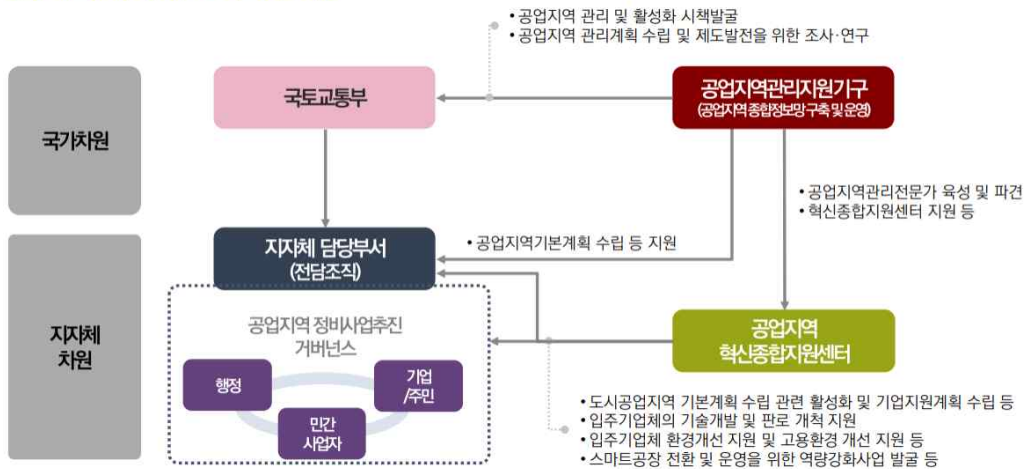 • 공업지역 관리 및 활성화 시책발굴
• 공업지역 관리계획 수립 및 제도발전을 위한 조사·연구
국가차원
국토교통부
공업지역관리지원기구
(공업지역 종합정보망 구축 및 운영)
• 공업지역관리전문가 육성 및 파견
• 혁신종합지원센터 지원 등
지자체
차원
지자체 담당부서
(전담조직)
• 공업지역기본계획 수립 등 지원
공업지역 정비사업추진
거버넌스
행정
기업
/주민
민간
사업자
공업지역
혁신종합지원센터
• 도시공업지역 기본계획 수립 관련 활성화 및 기업지원계획 수립 등
• 입주기업체의 기술개발 및 판로 개척 지원
• 입주기업체 환경개선 지원 및 고용환경 개선 지원 등
• 스마트공장 전환 및 운영을 위한 역량강화사업 발굴 등